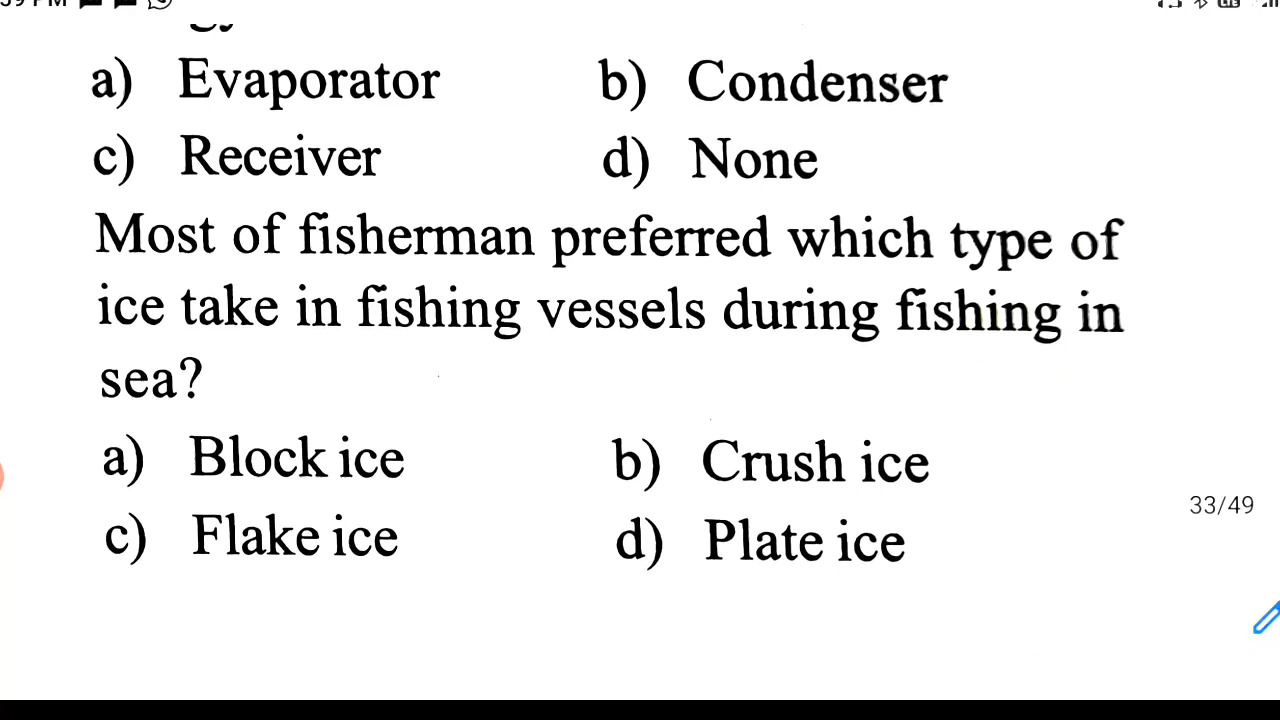 a) Evaporator b) Condenser
c) Receiver d) None
Most of fisherman preferred which type of
ice take in fishing vessels during fishing in
sea?
a) Block ice b) Crush ice
c) Flake ice d) Plate ice
33/49